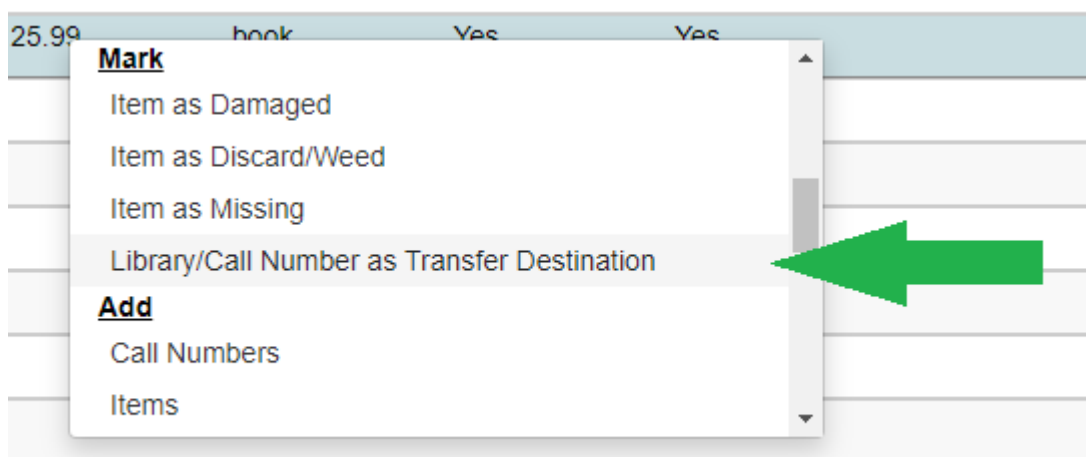 25.99 book Yes Yes
Mark
Item as Damaged
Item as Discard/Weed
Item as Missing
Library/Call Number as Transfer Destination
Add
Call Numbers
Items